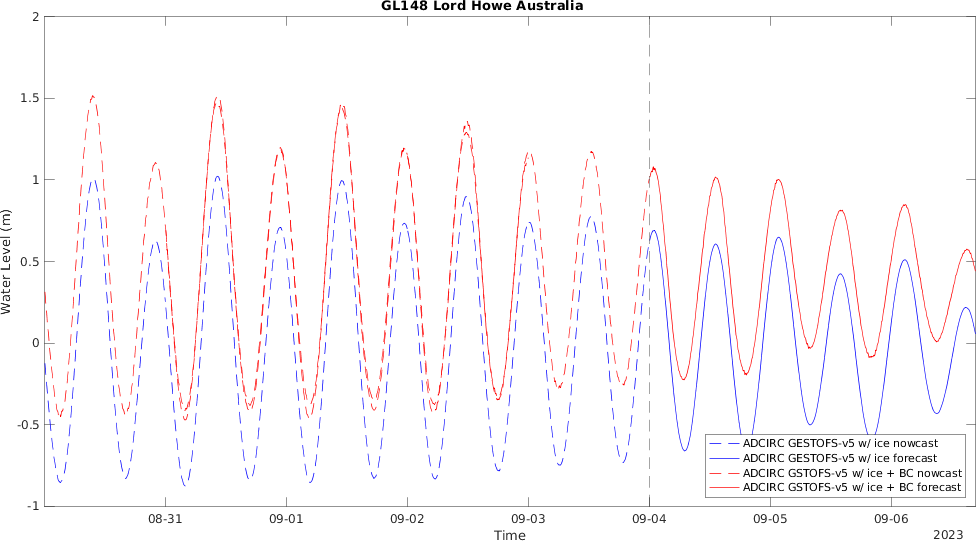 GL148 Lord Howe Australia
2
1.5
1
0.5
0
-0.5
-1
Water Level (m)
ADCIRC GESTOFS-v5 w/ ice nowcast
ADCIRC GESTOFS-v5 w/ ice forecast
ADCIRC GSTOFS-v5 w/ ice + BC nowcast
ADCIRC GSTOFS-v5 w/ ice + BC forecast
08-31 09-01 09-02 09-03 09-04 09-05 09-06
Time
2023